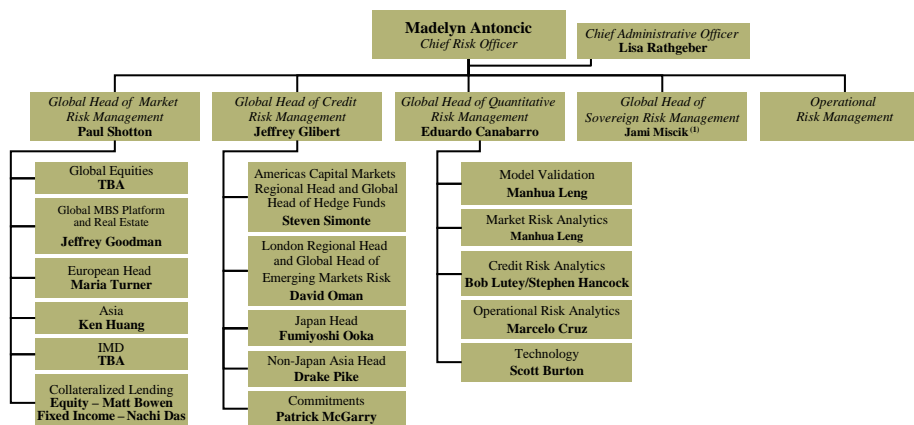 Madelyn Antoncic
Chief Risk Officer
Chief Administrative Officer
Lisa Rathgeber
Global Head of Market
Risk Management
Paul Shotton
Global Head of Credit
Risk Management
Jeffrey Glibert
Global Head of Quantitative
Risk Management
Eduardo Canabarro
Global Head of
Sovereign Risk Management
Jami Miscik (1)
Operational
Risk Management
Global Equities
TBA
Global MBS Platform
and Real Estate
Jeffrey Goodman
European Head
Maria Turner
Asia
Ken Huang
IMD
TBA
Collateralized Lending
Equity – Matt Bowen
Fixed Income – Nachi Das
Americas Capital Markets
Regional Head and Global
Head of Hedge Funds
Steven Simonte
London Regional Head
and Global Head of
Emerging Markets Risk
David Oman
Japan Head
Fumiyoshi Ooka
Non-Japan Asia Head
Drake Pike
Commitments
Patrick McGarry
Model Validation
Manhua Leng
Market Risk Analytics
Manhua Leng
Credit Risk Analytics
Bob Lutey/Stephen Hancock
Operational Risk Analytics
Marcelo Cruz
Technology
Scott Burton